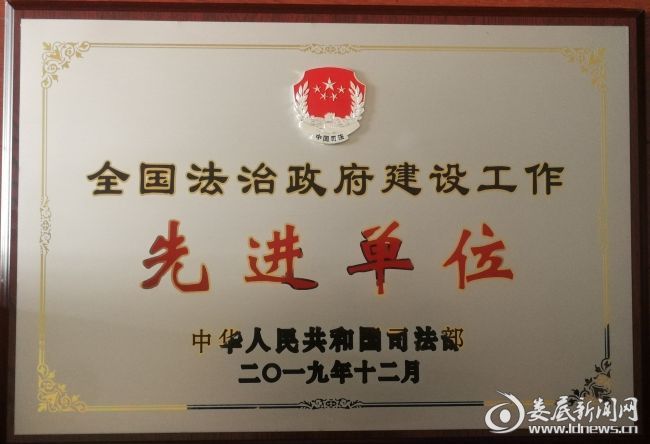 中国司法
全国法治政府建设工作
先进单位
中华人民共和国司法部
二〇一九年十二月
娄底新闻网
www.ldnews.cn